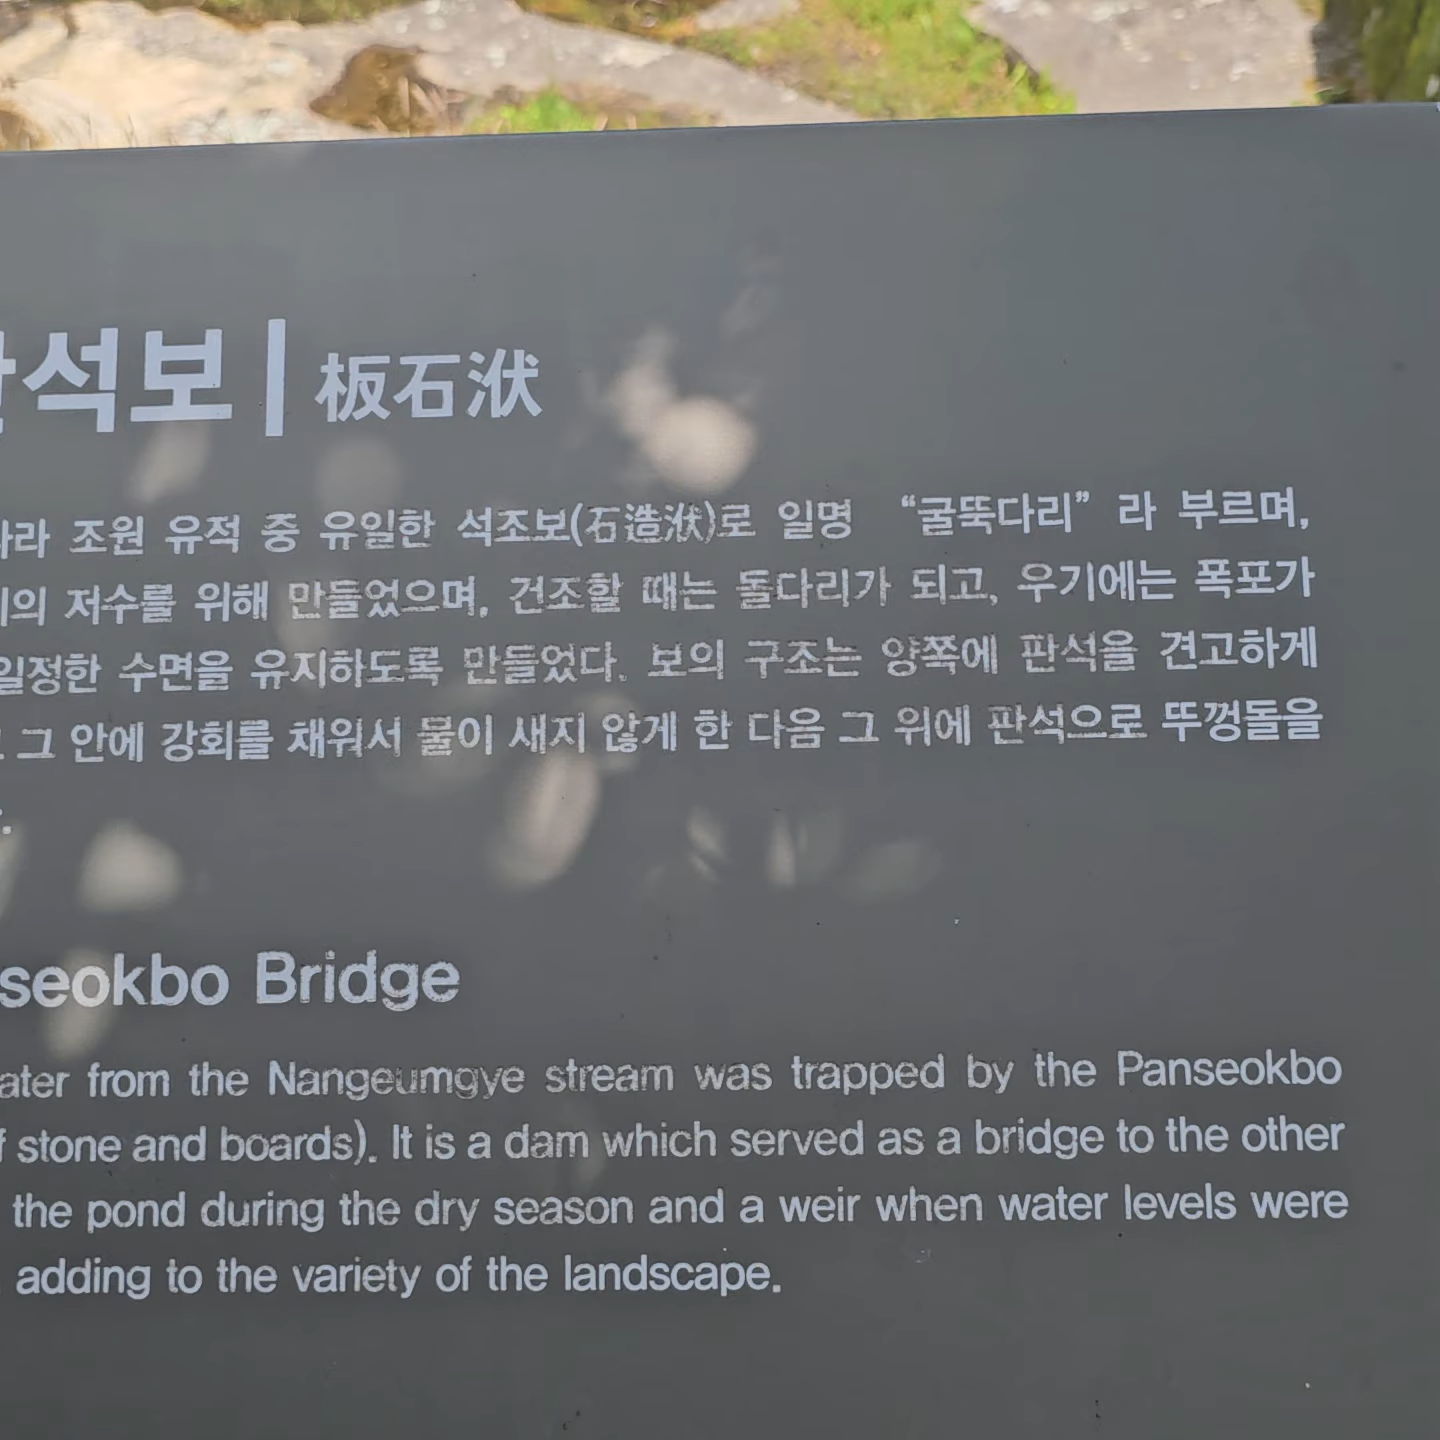 석보 | 板石洑
조원 유적 중 유일한 석조보(石造洑)로 일명 “굴뚝다리” 라 부르며,
저수를 위해 만들었으며, 건조할 때는 돌다리가 되고, 우기에는 폭포가
일정한 수면을 유지하도록 만들었다. 보의 구조는 양쪽에 판석을 견고하게
그 안에 강회를 채워서 물이 새지 않게 한 다음 그 위에 판석으로 뚜껑돌을
seokbo Bridge
ater from the Nangeumgye stream was trapped by the Panseokbo
stone and boards). It is a dam which served as a bridge to the other
the pond during the dry season and a weir when water levels were
adding to the variety of the landscape.